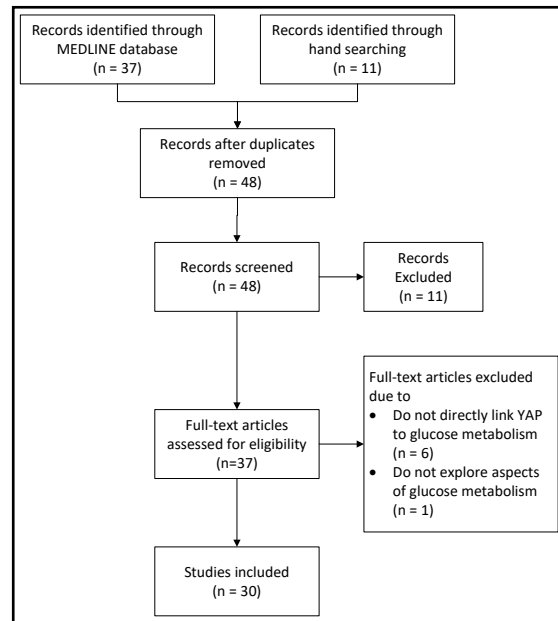 Records identified through
MEDLINE database
(n = 37)
Records identified through
hand searching
(n = 11)
Records after duplicates
removed
(n = 48)
Records screened
(n = 48)
Records
Excluded
(n = 11)
Full-text articles
assessed for eligibility
(n=37)
Full-text articles excluded
due to
• Do not directly link YAP
to glucose metabolism
(n = 6)
• Do not explore aspects
of glucose metabolism
(n = 1)
Studies included
(n = 30)